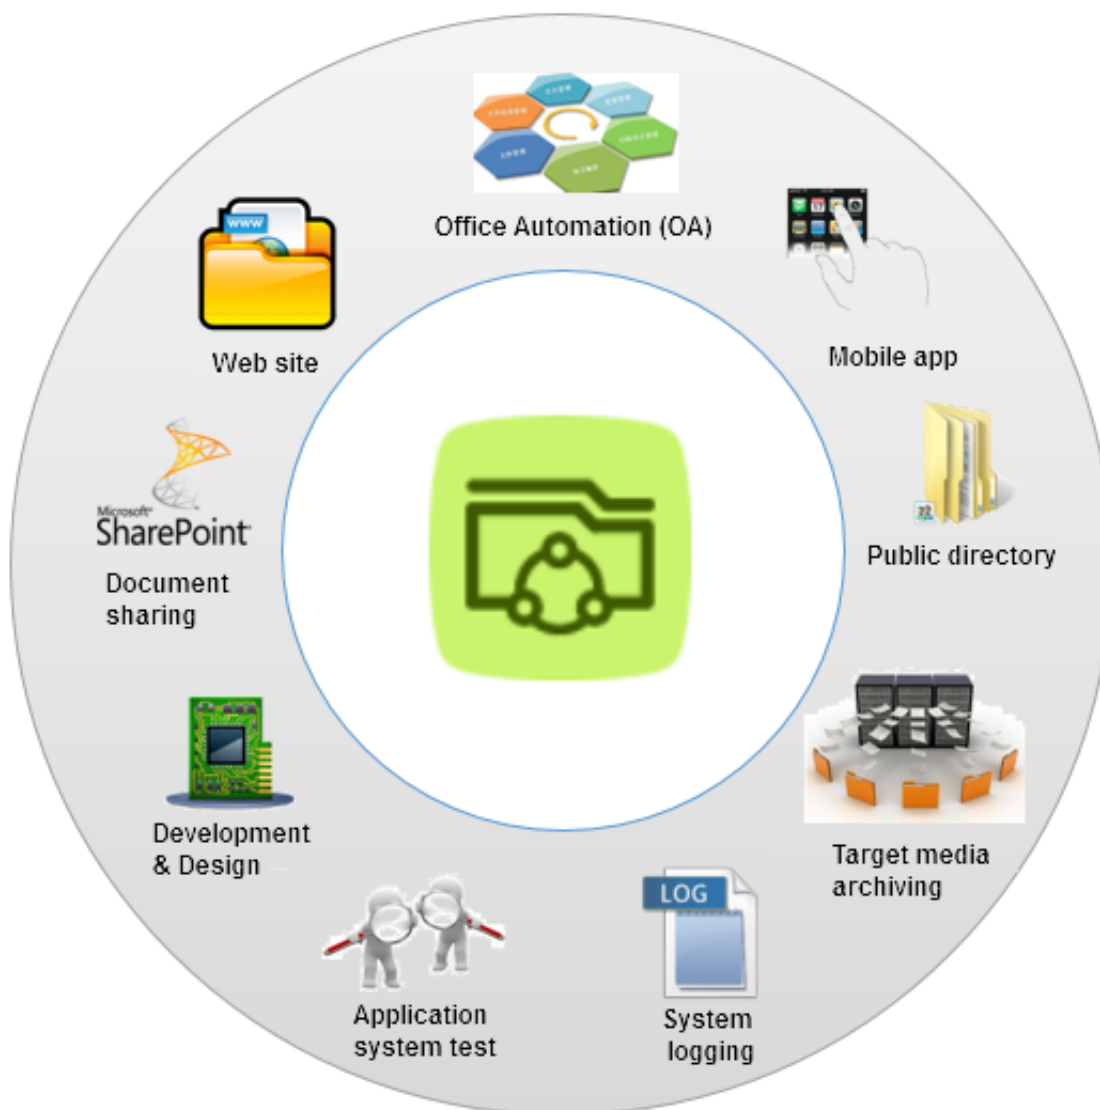 Office Automation (OA)
Mobile app
www
Web site
Public directory
Microsoft®
SharePoint
Document
sharing
Target media
archiving
Development
& Design
LOG
System
logging
Application
system test